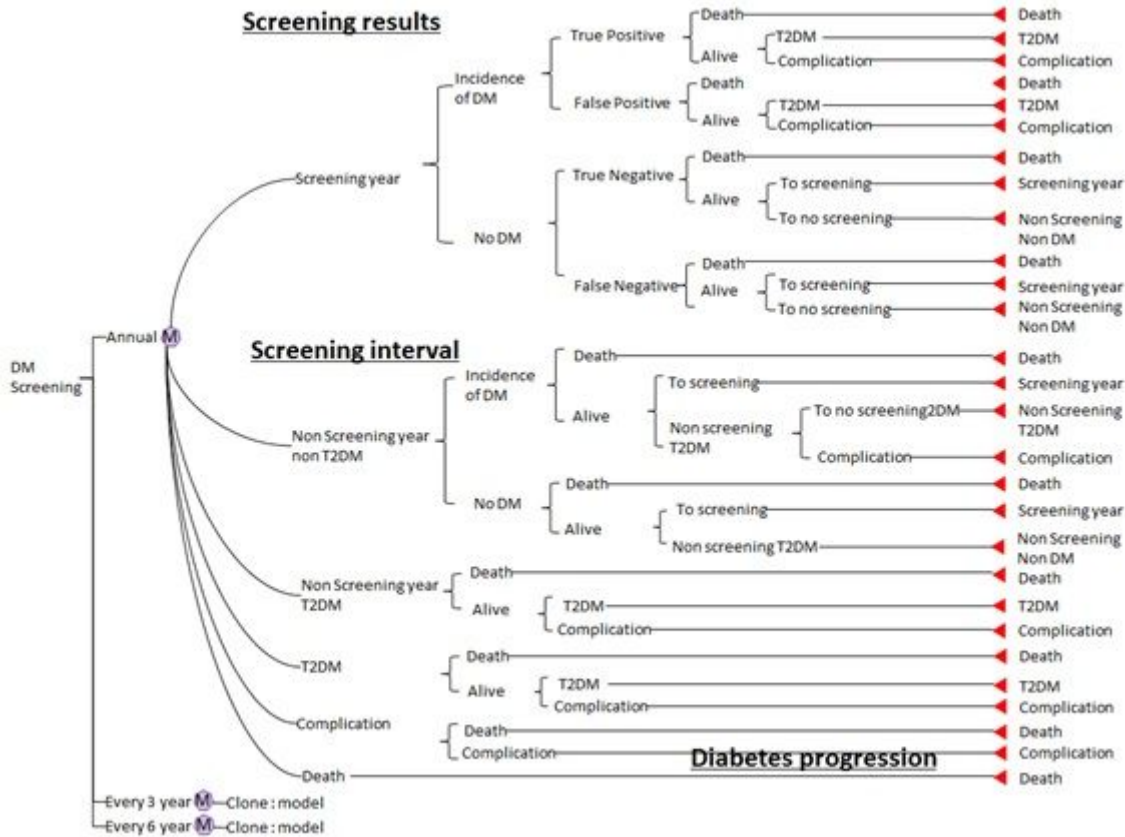 Screening results
Death Death
True Positive
T2DM T2DM
Alive
Complication Complication
Incidence
of DM
Death Death
False Positive
T2DM T2DM
Alive
Complication Complication
Death Death
True Negative
Screening year
To screening Screening year
Alive
To no screening Non Screening
Non DM
No DM
Death Death
False Negative
To screening Screening year
Alive
To no screening Non Screening
Non DM
Annual M
Screening interval
DM
Screening
Death Death
Incidence
of DM
To screening Screening year
Alive
To no screening2DM Non Screening
T2DM
Non screening
T2DM
Non Screening year
non T2DM
Complication Complication
Death Death
No DM
To screening Screening year
Alive
Non screening T2DM Non Screening
Non DM
Death Death
Non Screening year
T2DM
T2DM T2DM
Alive
Complication Complication
Death Death
T2DM
T2DM T2DM
Alive
Complication Complication
Complication
Death Death
Complication Complication
Diabetes progression
Death Death
Every 3 year M Clone : model
Every 6 year M Clone : model